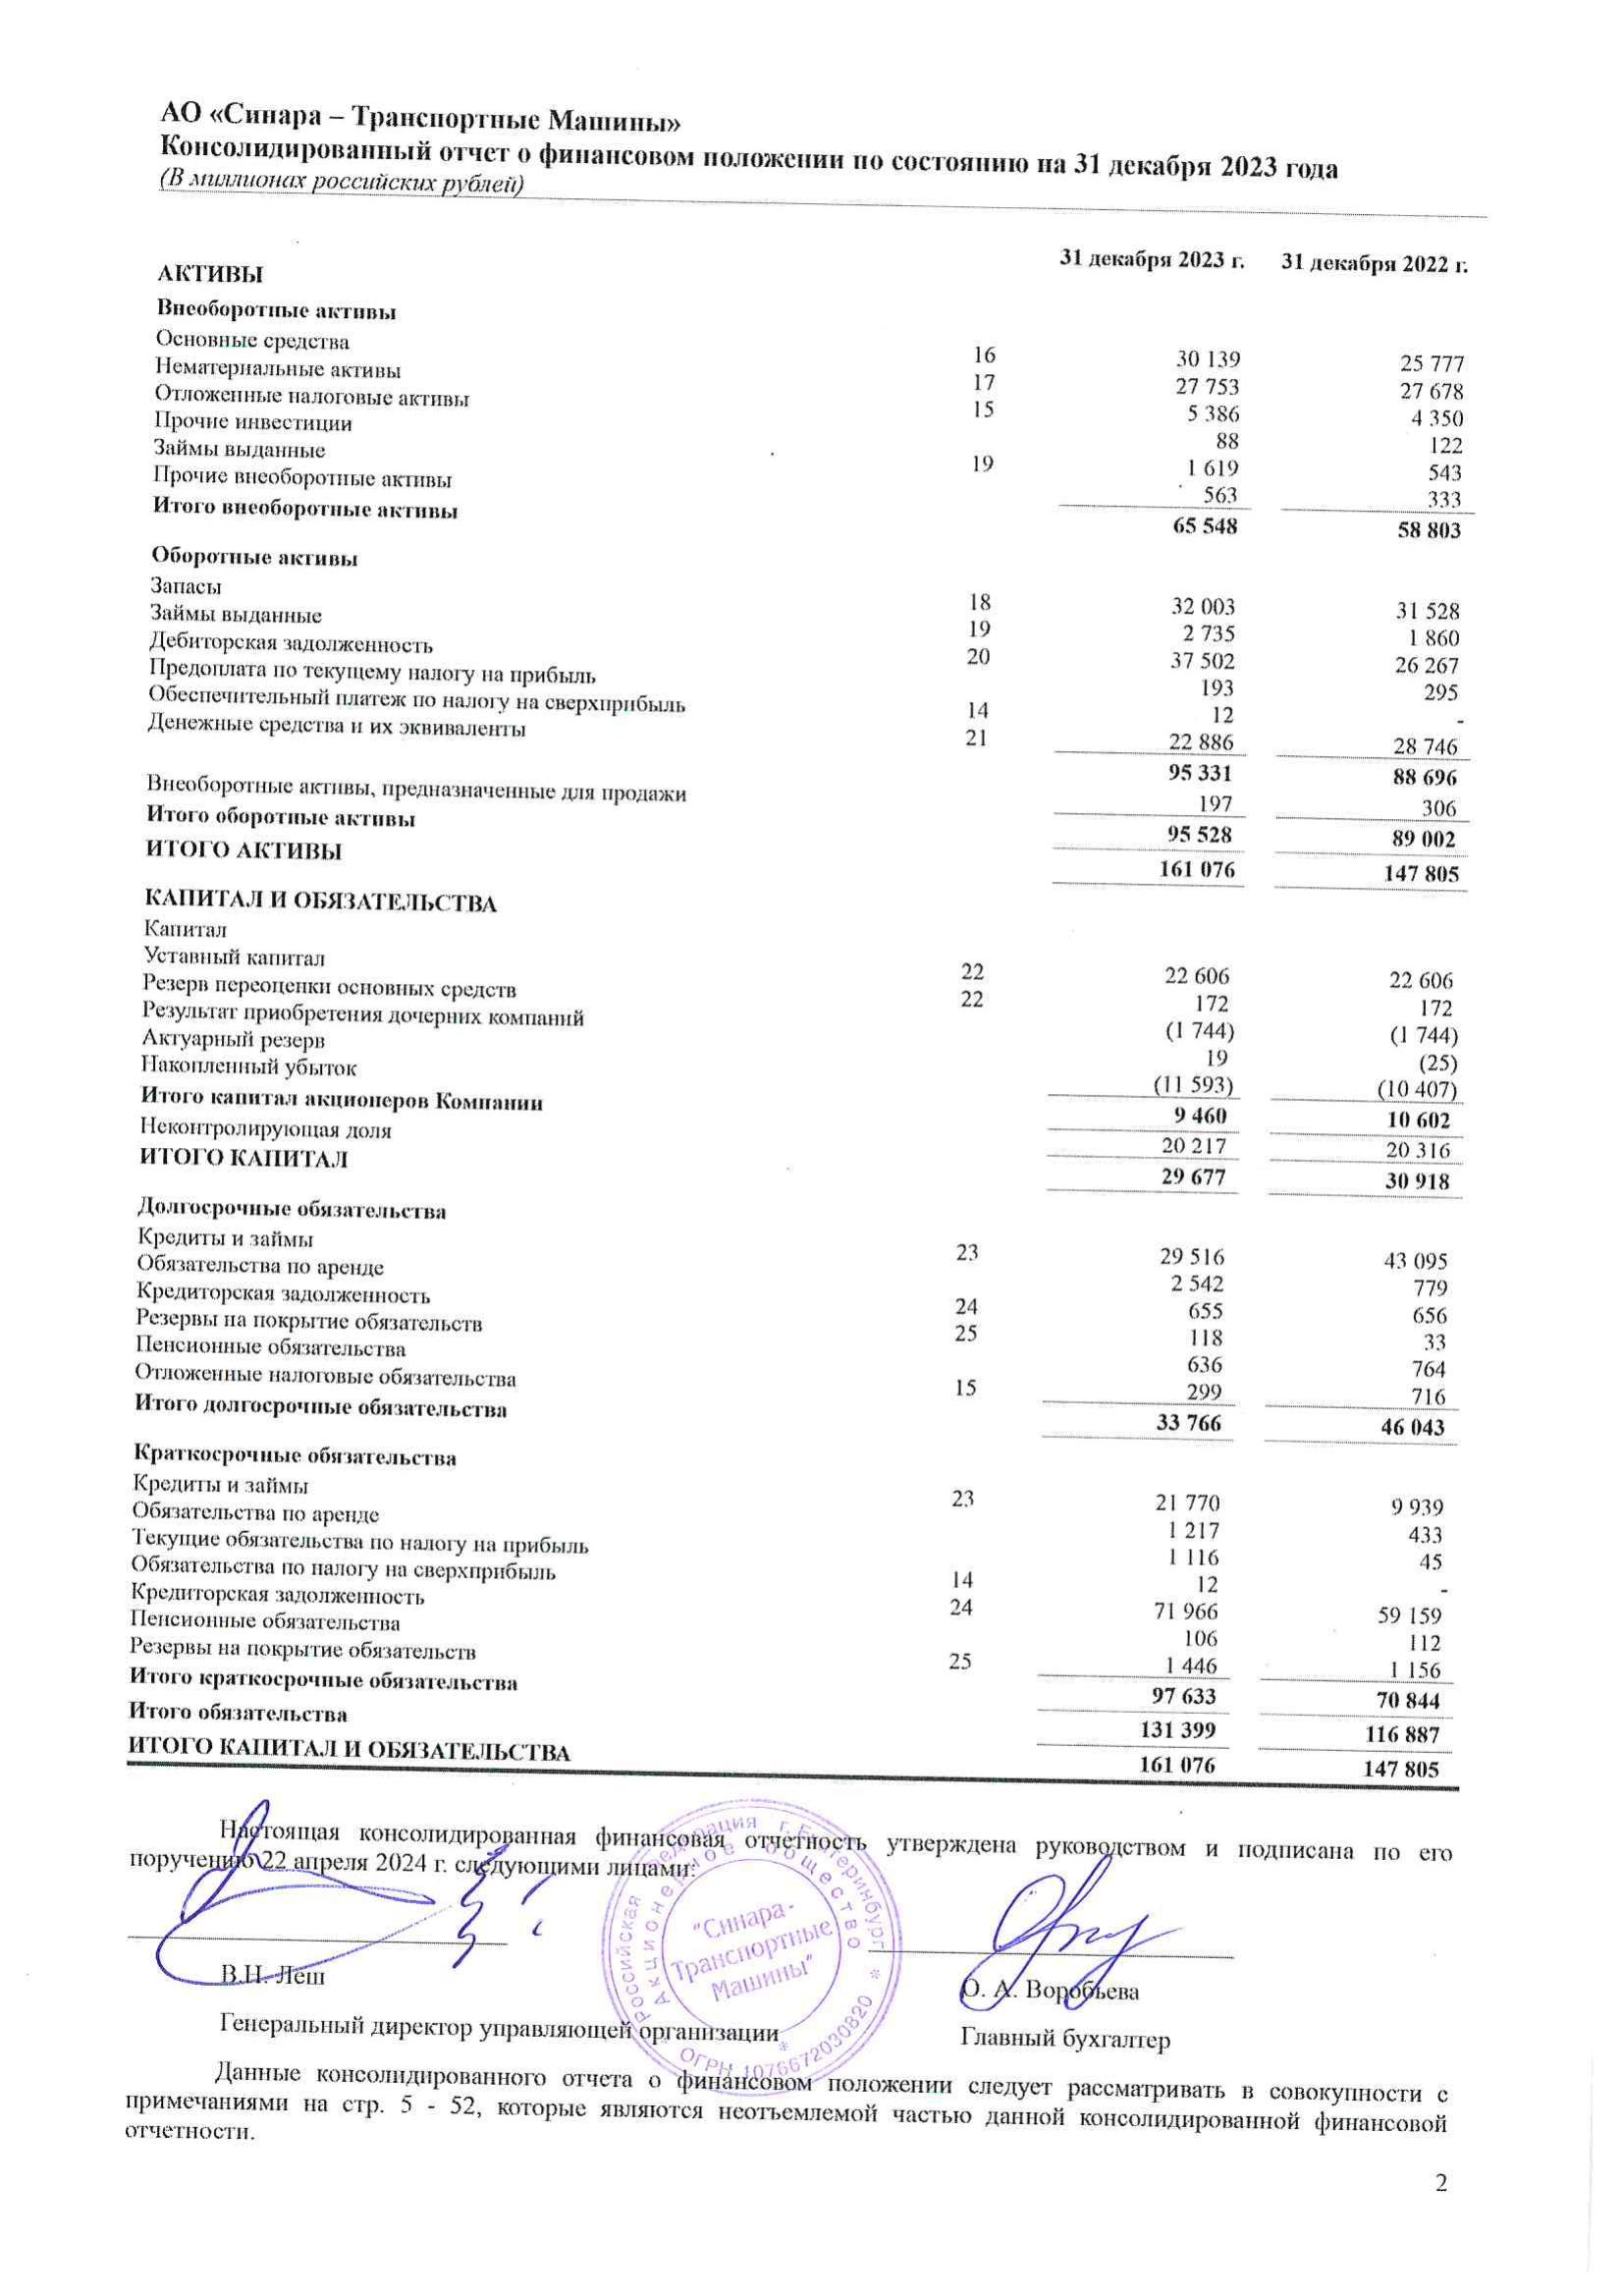 АО «Синара – Транспортные Машины»
Консолидированный отчет о финансовом положении по состоянию на 31 декабря 2023 года
(В миллионах российских рублей)
31 декабря 2023 г. 31 декабря 2022 г.
АКТИВЫ
Внеоборотные активы
Основные средства 16 30 139 25 777
Нематериальные активы 17 27 753 27 678
Отложенные налоговые активы 15 5 386 4 350
Прочие инвестиции 88 122
Займы выданные 19 1 619 543
Прочие внеоборотные активы 563 333
Итого внеоборотные активы 65 548 58 803
Оборотные активы
Запасы 18 32 003 31 528
Займы выданные 19 2 735 1 860
Дебиторская задолженность 20 37 502 26 267
Предоплата по текущему налогу на прибыль 193 295
Обеспечительный платеж по налогу на сверхприбыль 14 12 -
Денежные средства и их эквиваленты 21 22 886 28 746
95 331 88 696
Внеоборотные активы, предназначенные для продажи 197 306
Итого оборотные активы 95 528 89 002
ИТОГО АКТИВЫ 161 076 147 805
КАПИТАЛ И ОБЯЗАТЕЛЬСТВА
Капитал
Уставный капитал 22 22 606 22 606
Резерв переоценки основных средств 22 172 172
Результат приобретения дочерних компаний (1 744) (1 744)
Актуарный резерв 19 (25)
Накопленный убыток (11 593) (10 407)
Итого капитал акционеров Компании 9 460 10 602
Неконтролирующая доля 20 217 20 316
ИТОГО КАПИТАЛ 29 677 30 918
Долгосрочные обязательства
Кредиты и займы 23 29 516 43 095
Обязательства по аренде 2 542 779
Кредиторская задолженность 24 655 656
Резервы на покрытие обязательств 25 118 33
Пенсионные обязательства 636 764
Отложенные налоговые обязательства 15 299 716
Итого долгосрочные обязательства 33 766 46 043
Краткосрочные обязательства
Кредиты и займы 23 21 770 9 939
Обязательства по аренде 1 217 433
Текущие обязательства по налогу на прибыль 1 116 45
Обязательства по налогу на сверхприбыль 14 12 -
Кредиторская задолженность 24 71 966 59 159
Пенсионные обязательства 106 112
Резервы на покрытие обязательств 25 1 446 1 156
Итого краткосрочные обязательства 97 633 70 844
Итого обязательства 131 399 116 887
ИТОГО КАПИТАЛ И ОБЯЗАТЕЛЬСТВА 161 076 147 805
Настоящая консолидированная финансовая отчетность утверждена руководством и подписана по его
поручению 22 апреля 2024 г. следующими лицами:
Российская Федерация г. Екатеринбург
Акционерное общество
"Синара-
Транспортные
Машины"
ОГРН 1076672030820
В.Н. Леш
О. А. Воробьева
Генеральный директор управляющей организации
Главный бухгалтер
Данные консолидированного отчета о финансовом положении следует рассматривать в совокупности с
примечаниями на стр. 5 - 52, которые являются неотъемлемой частью данной консолидированной финансовой
отчетности.
2